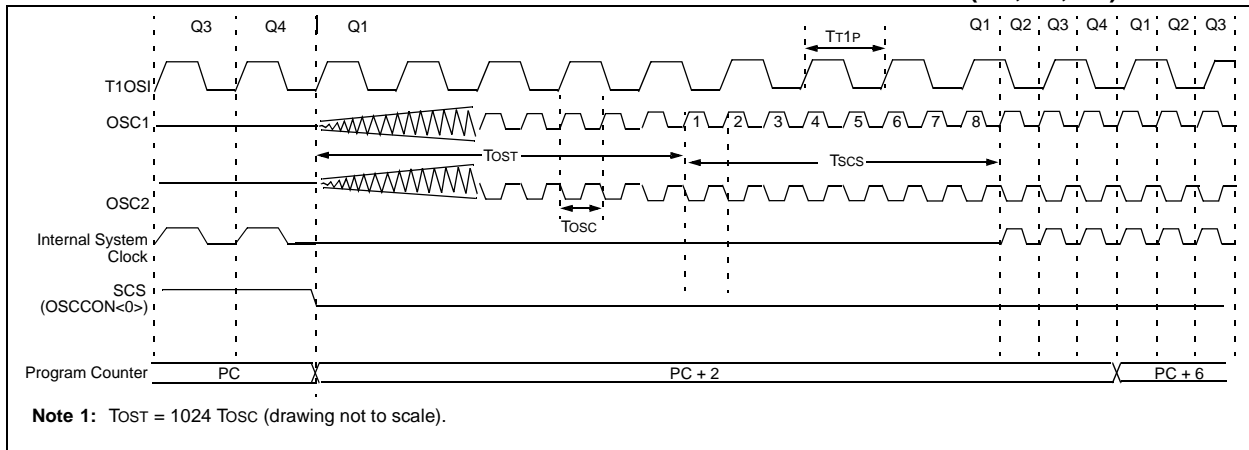 Q3 Q4 Q1 Q1 Q2 Q3 Q4 Q1 Q2 Q3
TT1P
T1OSI
OSC1
1 2 3 4 5 6 7 8
TOST
TSCS
OSC2
TOSC
Internal System
Clock
SCS
(OSCCON<0>)
Program Counter PC PC + 2 PC + 6
Note 1: TOST = 1024 TOSC (drawing not to scale).